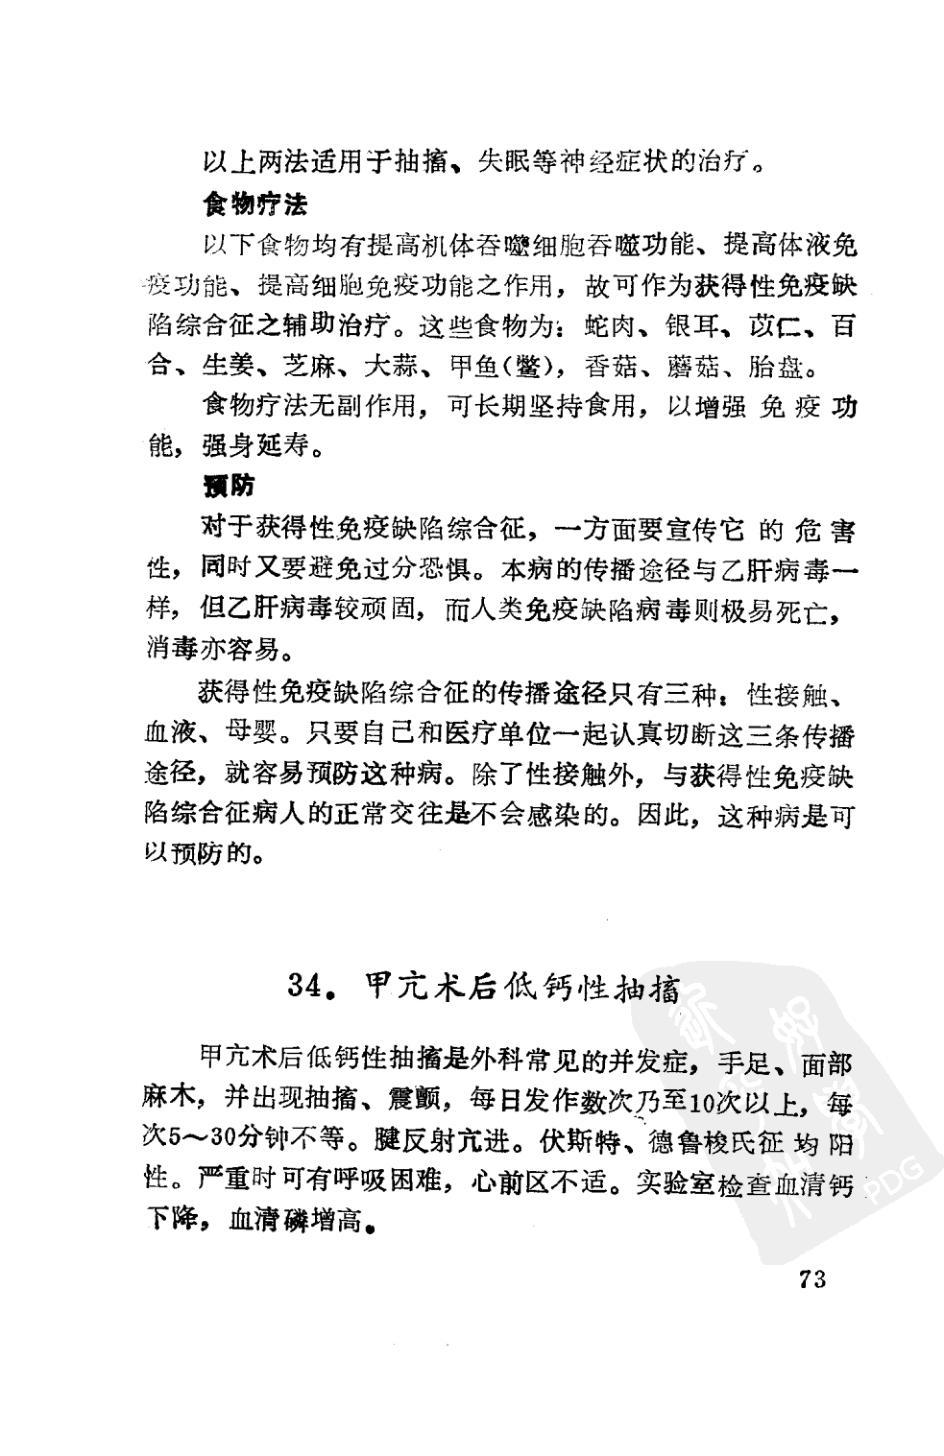 以上两法适用于抽搐、失眠等神经症状的治疗。
食物疗法
以下食物均有提高机体吞噬细胞吞噬功能、提高体液免
疫功能、提高细胞免疫功能之作用，故可作为获得性免疫缺
陷综合征之辅助治疗。这些食物为：蛇肉、银耳、苡仁、百
合、生姜、芝麻、大蒜、甲鱼(鳖)，香菇、蘑菇、胎盘。
食物疗法无副作用，可长期坚持食用，以增强 免 疫 功
能，强身延寿。
预防
对于获得性免疫缺陷综合征，一方面要宣传它 的 危 害
性，同时又要避免过分恐惧。本病的传播途径与乙肝病毒一
样，但乙肝病毒较顽固，而人类免疫缺陷病毒则极易死亡，
消毒亦容易。
获得性免疫缺陷综合征的传播途径只有三种：性接触、
血液、母婴。只要自己和医疗单位一起认真切断这三条传播
途径，就容易预防这种病。除了性接触外，与获得性免疫缺
陷综合征病人的正常交往是不会感染的。因此，这种病是可
以预防的。
34．甲亢术后低钙性抽搐
甲亢术后低钙性抽搐是外科常见的并发症，手足、面部
麻木，并出现抽搐、震颤，每日发作数次乃至10次以上，每
次5～30分钟不等。腱反射亢进。伏斯特、德鲁梭氏征 均 阳
性。严重时可有呼吸困难，心前区不适。实验室检查血清钙
下降，血清磷增高。
PDG
73